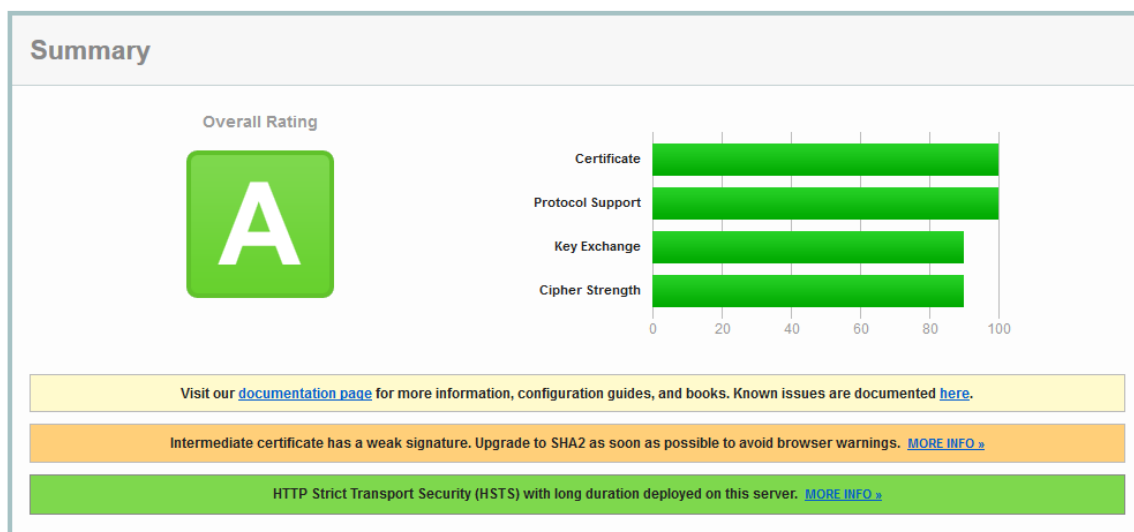 Summary
Overall Rating
A
Certificate
Protocol Support
Key Exchange
Cipher Strength
0 20 40 60 80 100
Visit our documentation page for more information, configuration guides, and books. Known issues are documented here.
Intermediate certificate has a weak signature. Upgrade to SHA2 as soon as possible to avoid browser warnings. MORE INFO »
HTTP Strict Transport Security (HSTS) with long duration deployed on this server. MORE INFO »